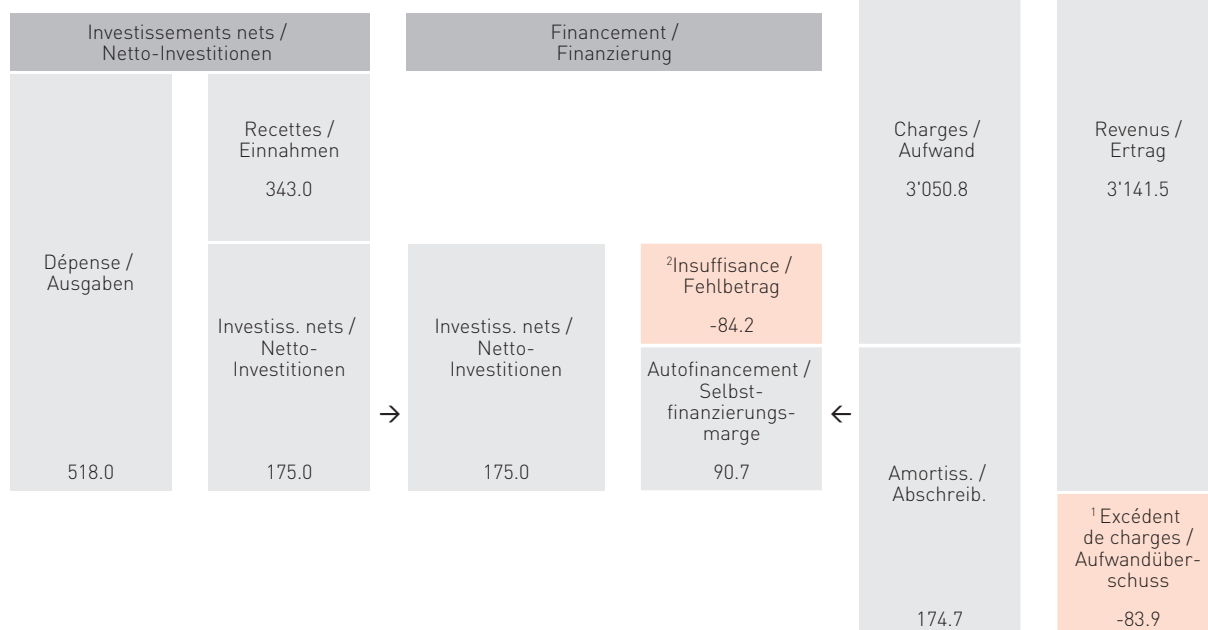 Investissements nets /
Netto-Investitionen
Financement /
Finanzierung
Dépense /
Ausgaben
518.0
Recettes /
Einnahmen
343.0
Investiss. nets /
Netto-
Investitionen
175.0
→
Investiss. nets /
Netto-
Investitionen
175.0
²Insuffisance /
Fehlbetrag
-84.2
Autofinancement /
Selbst-
finanzierungs-
marge
90.7
←
Charges /
Aufwand
3'050.8
Amortiss. /
Abschreib.
174.7
Revenus /
Ertrag
3'141.5
¹Excédent
de charges /
Aufwandüber-
schuss
-83.9